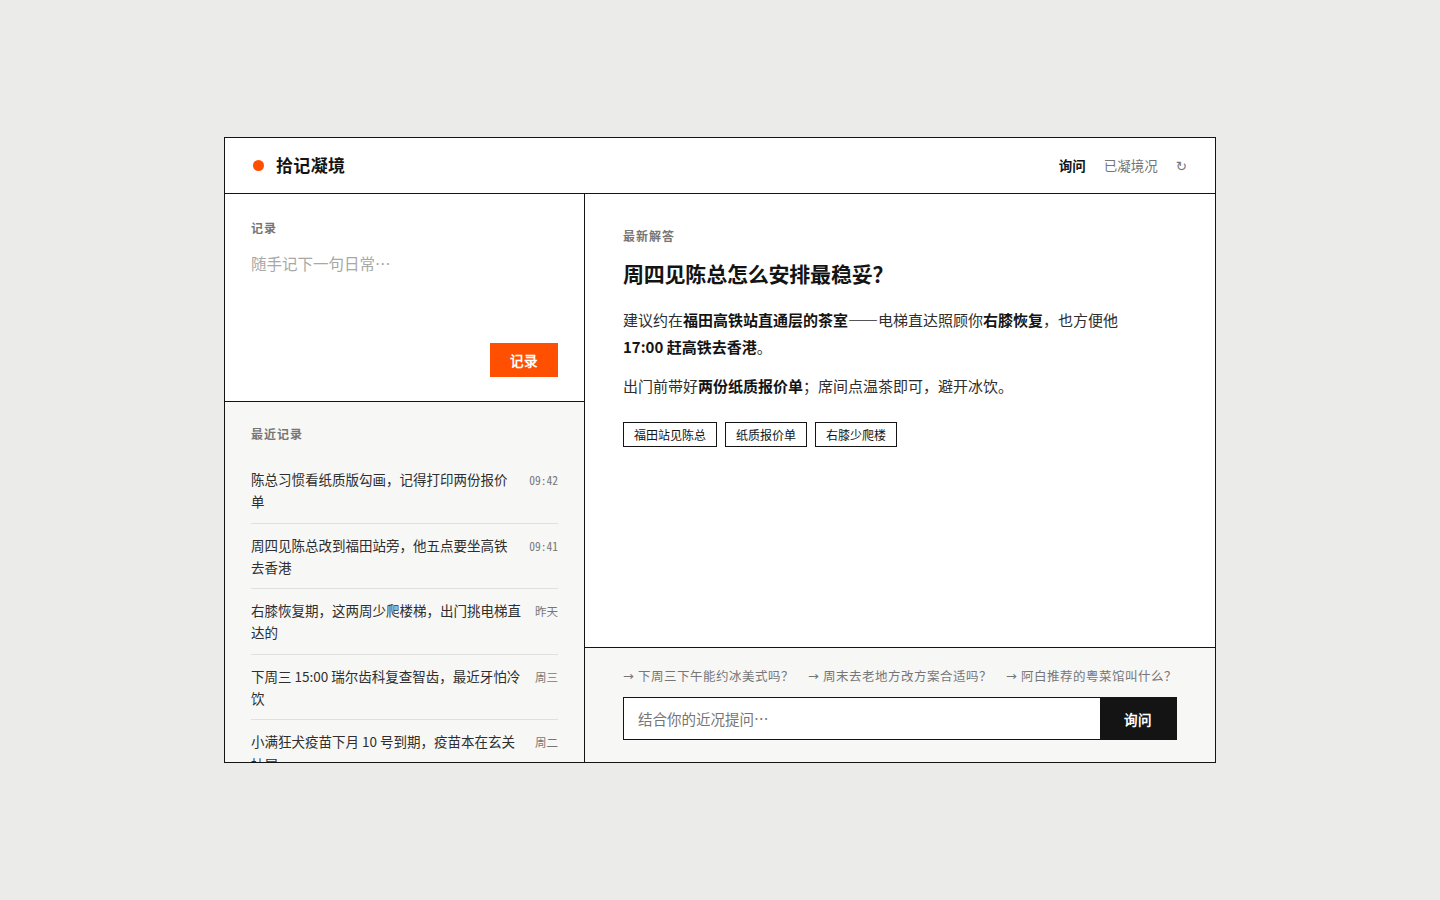 拾记凝境
询问 已凝境况 ↻
记录
随手记下一句日常…
记录
最近记录
陈总习惯看纸质版勾画，记得打印两份报价 09:42
单
周四见陈总改到福田站旁，他五点要坐高铁 09:41
去香港
右膝恢复期，这两周少爬楼梯，出门挑电梯直 昨天
达的
下周三 15:00 瑞尔齿科复查智齿，最近牙怕冷 周三
饮
小满狂犬疫苗下月 10 号到期，疫苗本在玄关 周二
最新解答
周四见陈总怎么安排最稳妥？
建议约在福田高铁站直通层的茶室——电梯直达照顾你右膝恢复，也方便他
17:00 赶高铁去香港。
出门前带好两份纸质报价单；席间点温茶即可，避开冰饮。
福田站见陈总 纸质报价单 右膝少爬楼
→ 下周三下午能约冰美式吗？ → 周末去老地方改方案合适吗？ → 阿白推荐的粤菜馆叫什么？
结合你的近况提问…
询问